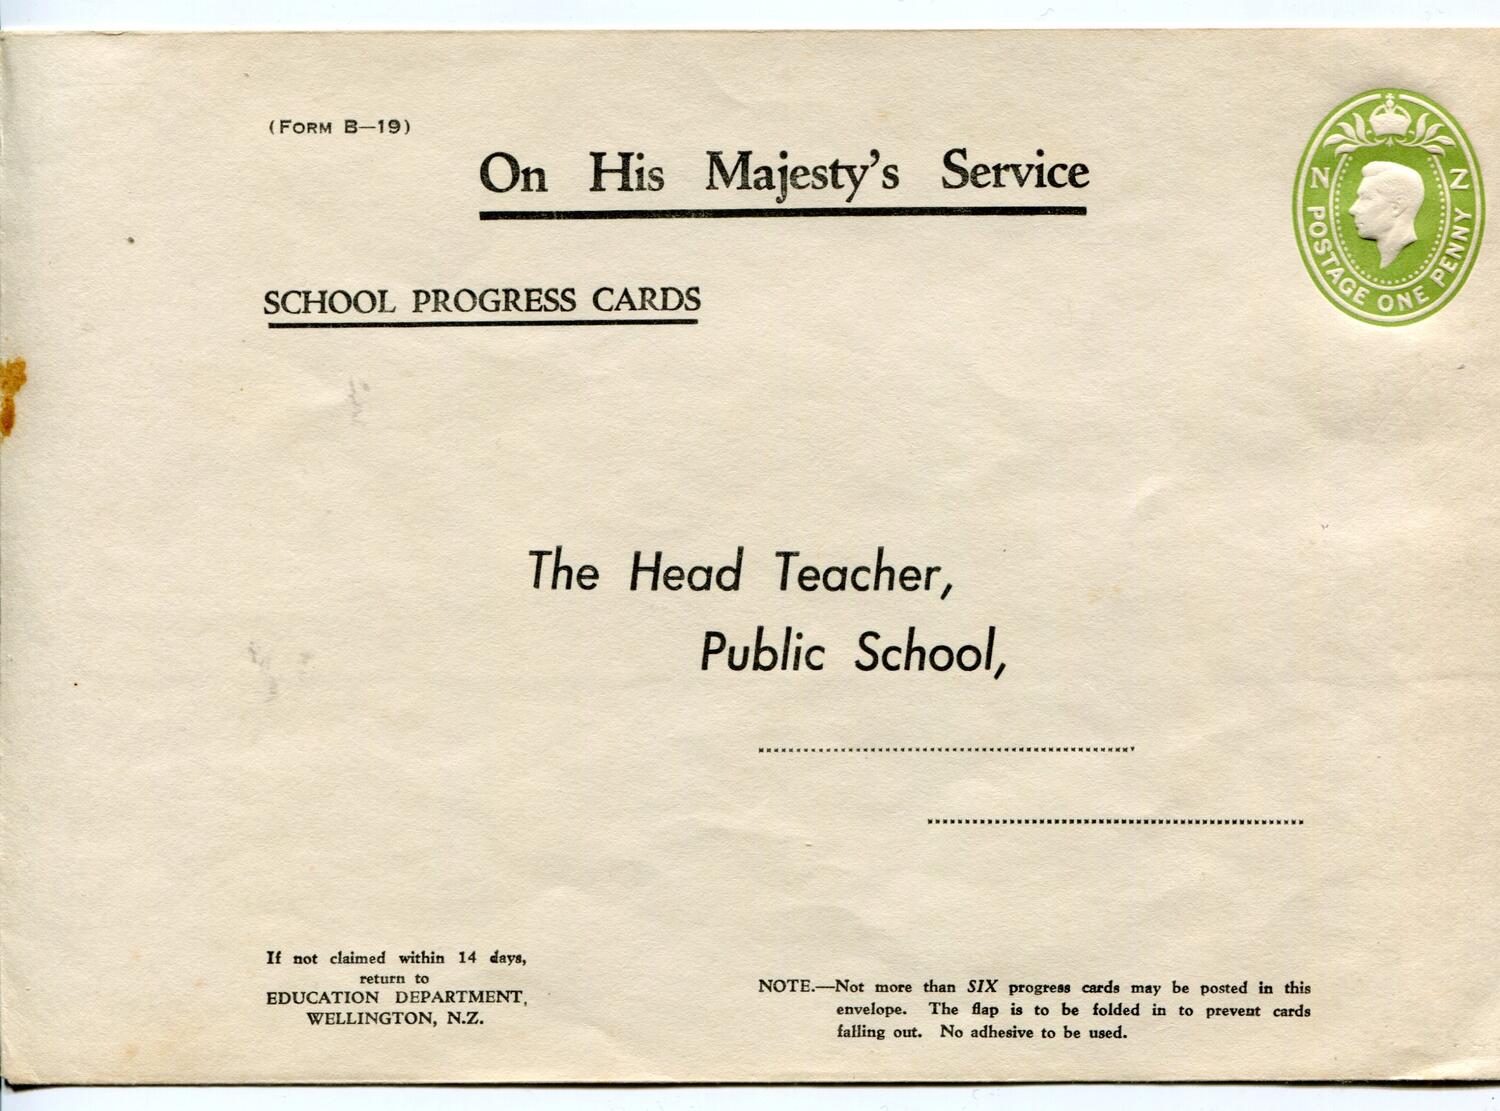 (FORM B—19)
On His Majesty's Service
SCHOOL PROGRESS CARDS
N Z
POSTAGE ONE PENNY
The Head Teacher,
Public School,
If not claimed within 14 days,
return to
EDUCATION DEPARTMENT,
WELLINGTON, N.Z.
NOTE.—Not more than SIX progress cards may be posted in this
envelope. The flap is to be folded in to prevent cards
falling out. No adhesive to be used.